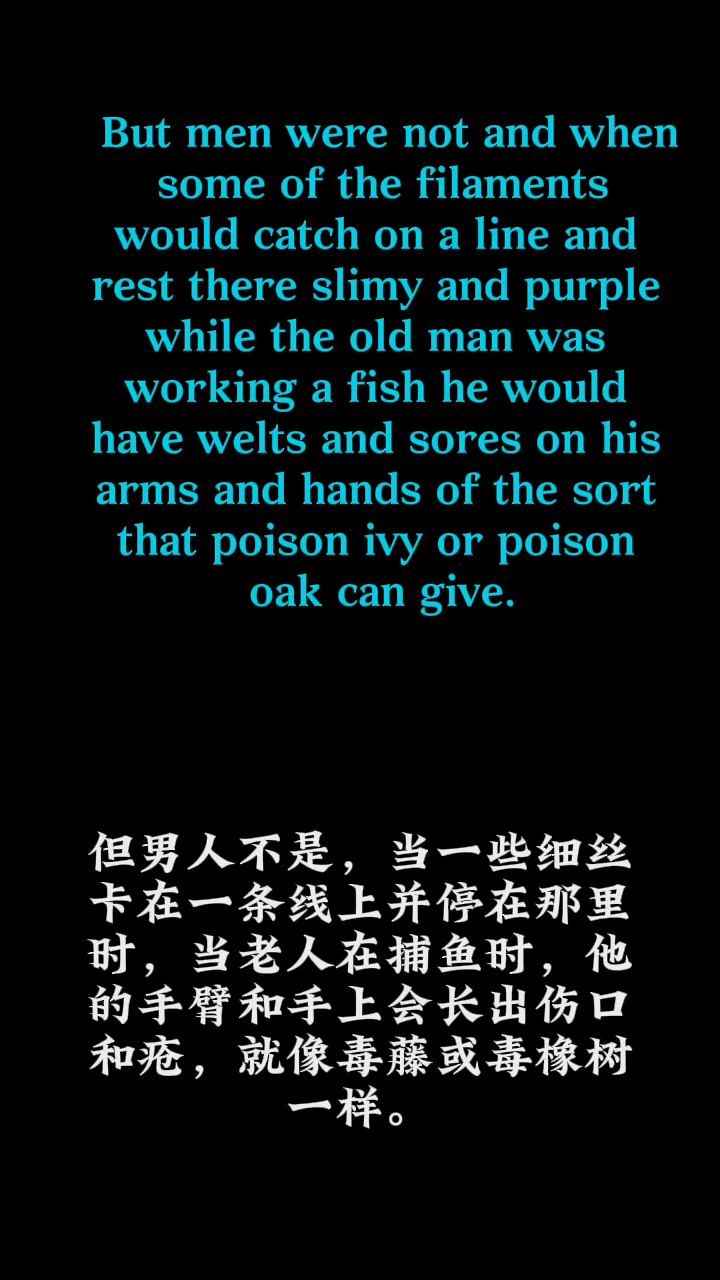 But men were not and when
some of the filaments
would catch on a line and
rest there slimy and purple
while the old man was
working a fish he would
have welts and sores on his
arms and hands of the sort
that poison ivy or poison
oak can give.
但男人不是，当一些细丝
卡在一条线上并停在那里
时，当老人在捕鱼时，他
的手臂和手上会长出伤口
和疮，就像毒藤或毒橡树
一样。